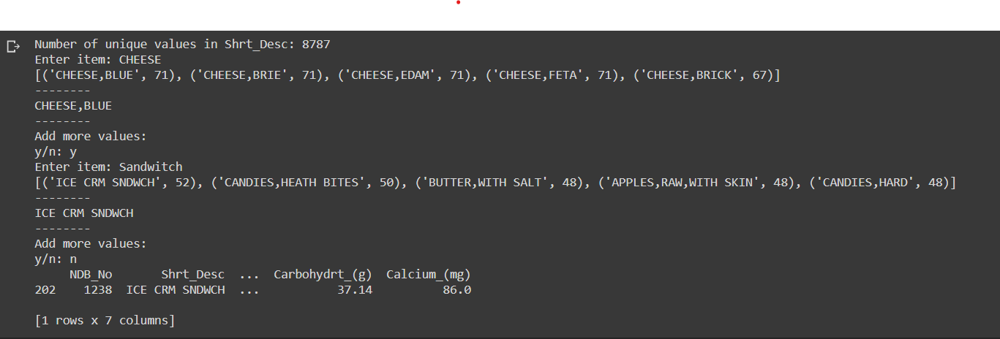 Number of unique values in Shrt_Desc: 8787
Enter item: CHEESE
[('CHEESE,BLUE', 71), ('CHEESE,BRIE', 71), ('CHEESE,EDAM', 71), ('CHEESE,FETA', 71), ('CHEESE,BRICK', 67)]
--------
CHEESE,BLUE
--------
Add more values:
y/n: y
Enter item: Sandwitch
[('ICE CRM SNDWCH', 52), ('CANDIES,HEATH BITES', 50), ('BUTTER,WITH SALT', 48), ('APPLES,RAW,WITH SKIN', 48), ('CANDIES,HARD', 48)]
--------
ICE CRM SNDWCH
--------
Add more values:
y/n: n
     NDB_No       Shrt_Desc  ...  Carbohydrt_(g)  Calcium_(mg)
202    1238  ICE CRM SNDWCH  ...           37.14          86.0
[1 rows x 7 columns]